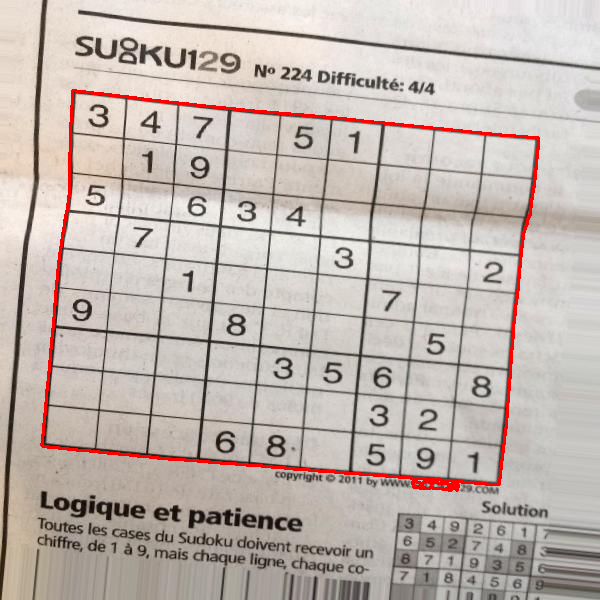 SUDOKU129 Nº 224 Difficulté: 4/4
3 4 7 5 1
1 9
5 6 3 4
7 3 2
1 7
9 8 5
3 5 6 8
3 2
6 8 5 9 1
copyright © 2011 by WWW. 29.COM
Logique et patience
Toutes les cases du Sudoku doivent recevoir un
chiffre, de 1 à 9, mais chaque ligne, chaque co-
Solution
3 4 9 2 6 1 7
6 5 2 7 4 8 3
8 7 1 9 3 5 6
7 1 8 4 5 6 9